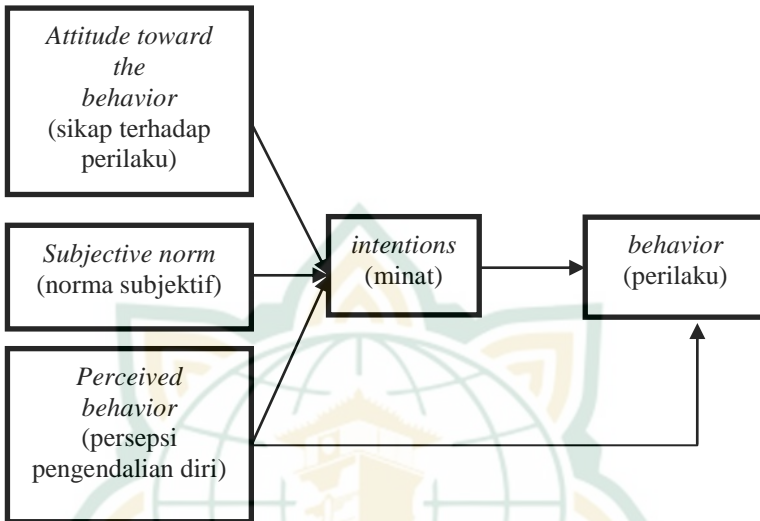 Attitude toward
the
behavior
(sikap terhadap
perilaku)
Subjective norm
(norma subjektif)
Perceived
behavior
(persepsi
pengendalian diri)
intentions
(minat)
behavior
(perilaku)